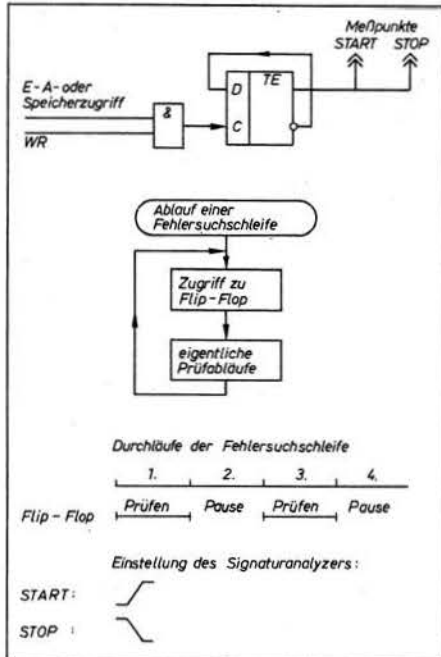 Meßpunkte
START STOP
E-A-oder
Speicherzugriff
WR
&
D
TE
C
Ablauf einer
Fehlersuchschleife
Zugriff zu
Flip-Flop
eigentliche
Prüfabläufe
Durchläufe der Fehlersuchschleife
1. 2. 3. 4.
Flip-Flop Prüfen Pause Prüfen Pause
Einstellung des Signaturanalyzers:
START:
STOP :